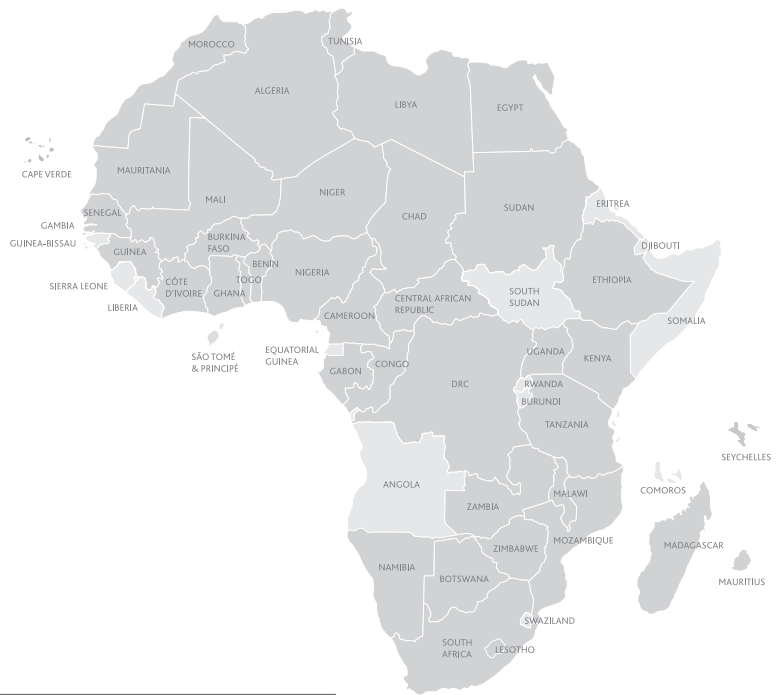 MOROCCO
TUNISIA
ALGERIA
LIBYA
EGYPT
CAPE VERDE
MAURITANIA
MALI
NIGER
CHAD
SUDAN
ERITREA
SENEGAL
GAMBIA
GUINEA-BISSAU
GUINEA
BURKINA
FASO
BENIN
NIGERIA
DJIBOUTI
ETHIOPIA
SIERRA LEONE
LIBERIA
CÔTE
D'IVOIRE
GHANA
TOGO
CAMEROON
CENTRAL AFRICAN
REPUBLIC
SOUTH
SUDAN
SOMALIA
SÃO TOMÉ
& PRINCIPÉ
EQUATORIAL
GUINEA
GABON
CONGO
DRC
UGANDA
KENYA
RWANDA
BURUNDI
TANZANIA
SEYCHELLES
COMOROS
ANGOLA
ZAMBIA
MALAWI
MOZAMBIQUE
MADAGASCAR
MAURITIUS
NAMIBIA
ZIMBABWE
BOTSWANA
SWAZILAND
SOUTH
AFRICA
LESOTHO